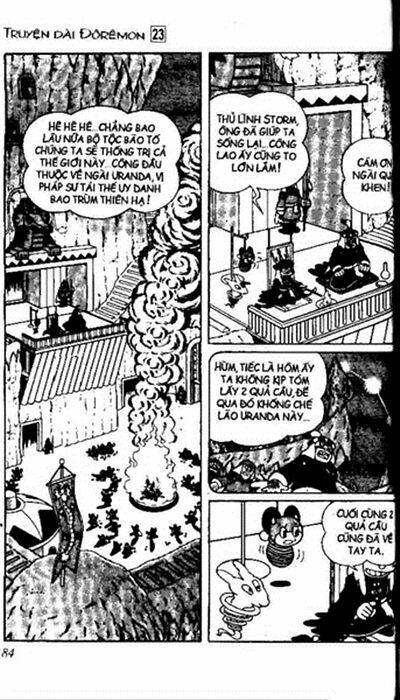 TRUYỆN DÀI ĐÔRÊMON 23
HÊ HÊ HÊ...CHẲNG BAO
LÂU NỮA BỘ TỘC BÃO TỐ
CHÚNG TA SẼ THỐNG TRỊ CẢ
THẾ GIỚI NÀY...CÔNG ĐẦU
THUỘC VỀ NGÀI URANDA, VỊ
PHÁP SƯ TÁI THẾ UY DANH
BAO TRÙM THIÊN HẠ!
THỦ LĨNH STORM,
ÔNG ĐÃ GIÚP TA
SỐNG LẠI...CÔNG
LAO ẤY CŨNG TO
LỚN LẮM!
CÁM ƠN
NGÀI QU
KHEN!
HÙM, TIẾC LÀ HÔM ẤY
TA KHÔNG KỊP TÓM
LẤY 2 QUẢ CẦU, ĐỂ
QUA ĐÓ KHỐNG CHẾ
LÃO URANDA NÀY...
CUỐI CÙNG 2
QUẢ CẦU
CŨNG ĐÃ VỀ
TAY TA.
84